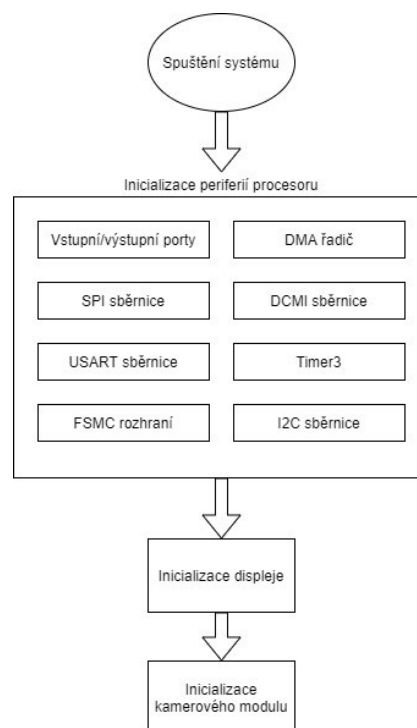 Spuštění systému
Inicializace periferií procesoru
Vstupní/výstupní porty
DMA řadič
SPI sběrnice
DCMI sběrnice
USART sběrnice
Timer3
FSMC rozhraní
I2C sběrnice
Inicializace displeje
Inicializace
kamerového modulu